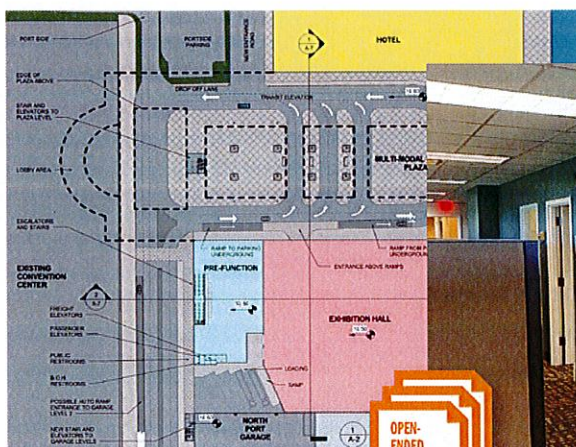 PORT SIDE
PORTSIDE
PARKING
NEW ENTRANCE
ROAD
1
A-2
HOTEL
EDGE OF
PLAZA ABOVE
DROP OFF LANE
TRANSIT ELEVATION
STAIR AND
ELEVATORS TO
PLAZA LEVEL
MULTI-MODAL
PLAZA
LOBBY AREA
ESCALATORS
AND STAIRS
RAMP TO PARKING
UNDERGROUND
RAMP FROM P
UNDERGROUND
PRE-FUNCTION
ENTRANCE ABOVE RAMPS
EXISTING
CONVENTION
CENTER
FREIGHT
ELEVATORS
EXHIBITION HALL
PASSENGER
ELEVATORS
PUBLIC
RESTROOMS
B.O.H.
RESTROOMS
LOADING
RAMP
POSSIBLE AUTO RAMP
ENTRANCE TO GARAGE
LEVEL 2
NORTH
PORT
GARAGE
NEW STAIR AND
ELEVATORS TO
GARAGE LEVELS
1
A-2
OPEN-
ENDED